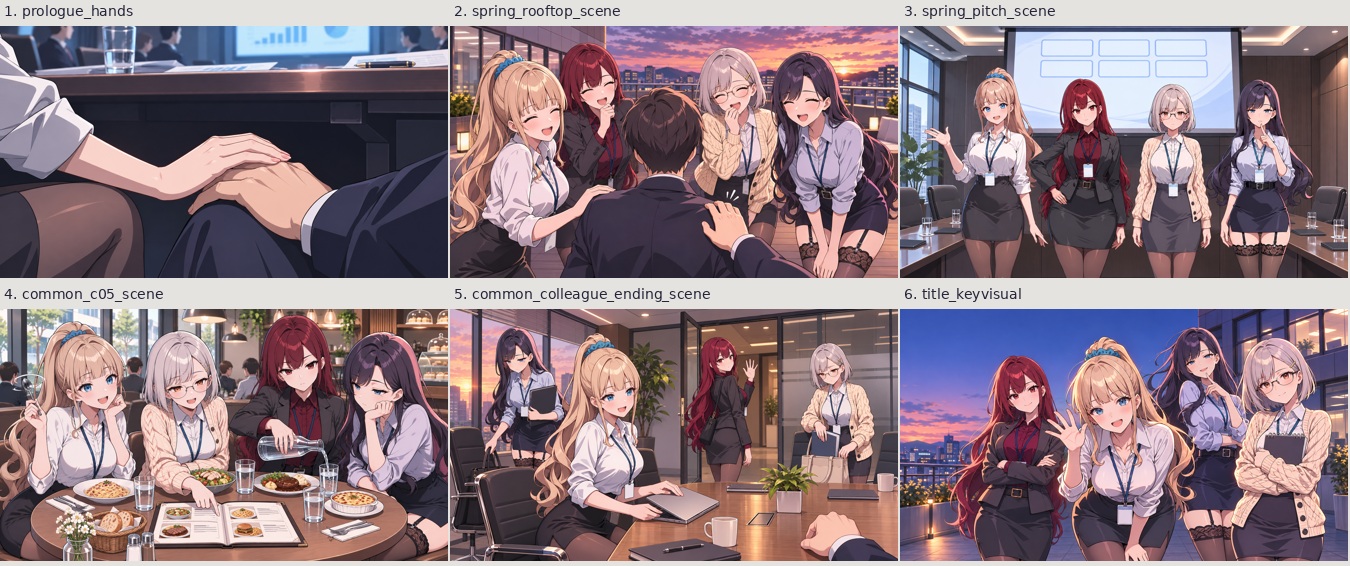 1. prologue_hands
2. spring_rooftop_scene
3. spring_pitch_scene
4. common_c05_scene
5. common_colleague_ending_scene
6. title_keyvisual